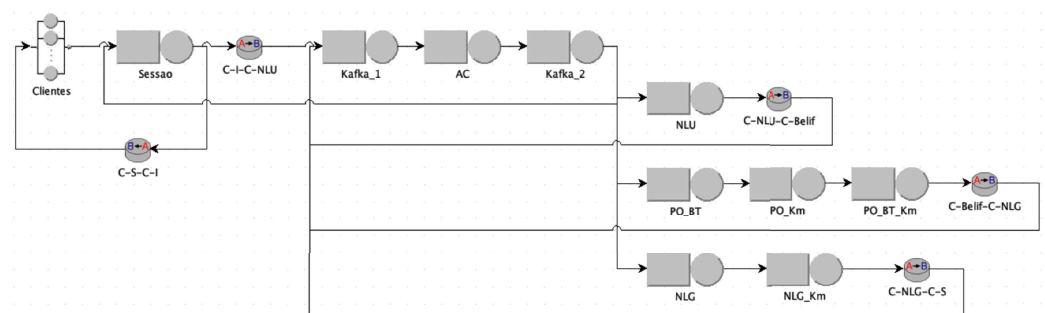 Clientes
Sessao
A→B
C-I-C-NLU
Kafka_1
AC
Kafka_2
B←A
C-S-C-I
NLU
A→B
C-NLU-C-Belif
PO_BT
PO_Km
PO_BT_Km
A→B
C-Belif-C-NLG
NLG
NLG_Km
A→B
C-NLG-C-S